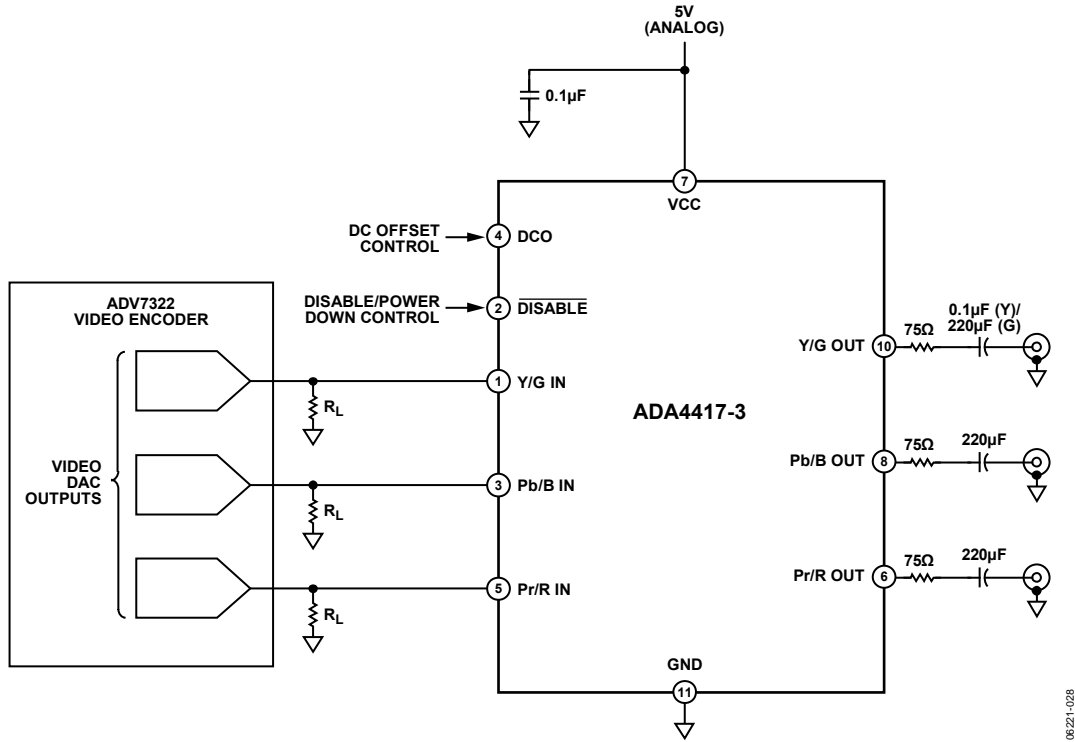 5V
(ANALOG)
0.1µF
7
VCC
DC OFFSET
CONTROL
4
DCO
DISABLE/POWER
DOWN CONTROL
2
DISABLE
ADV7322
VIDEO ENCODER
VIDEO
DAC
OUTPUTS
RL
1
Y/G IN
RL
3
Pb/B IN
RL
5
Pr/R IN
ADA4417-3
Y/G OUT
10
75Ω
0.1µF (Y)/
220µF (G)
Pb/B OUT
8
75Ω
220µF
Pr/R OUT
6
75Ω
220µF
GND
11
06221-028